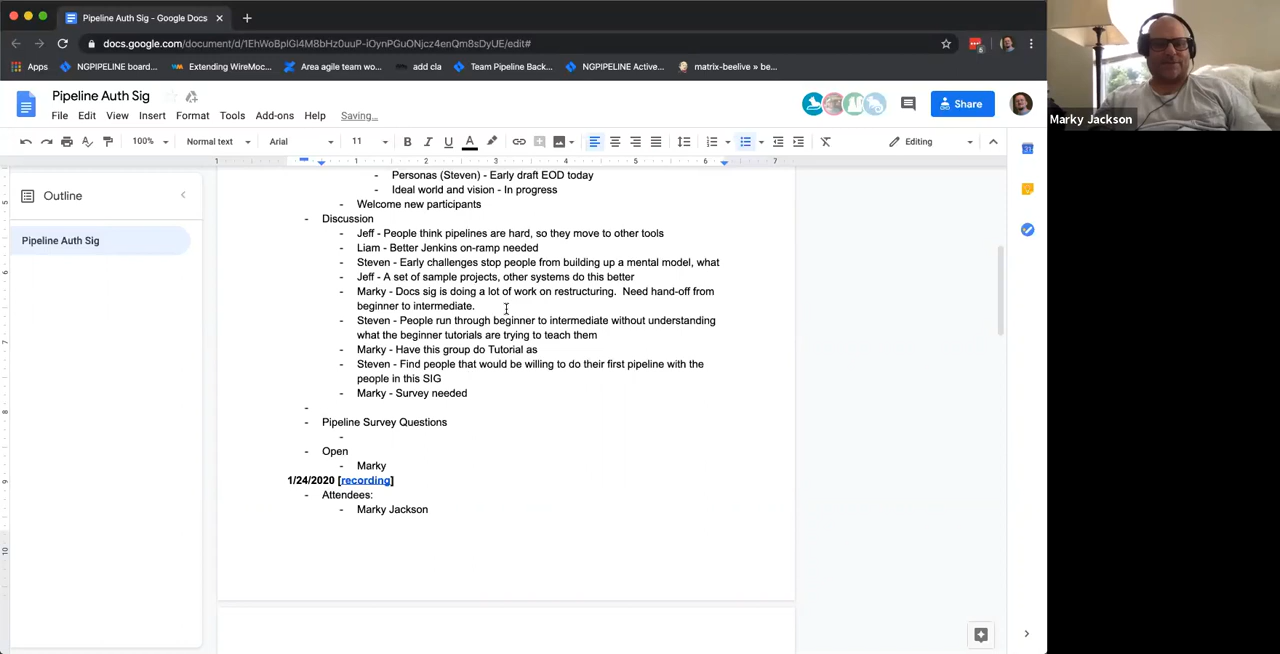 Pipeline Auth Sig - Google Docs
docs.google.com/document/d/1EhWoBpIGl4M8bHz0uuP-iOynPGuONjcz4enQm8sDyUE/edit#
Apps NGPIPELINE board... Extending WireMoc... Area agile team wo... add cla Team Pipeline Back... NGPIPELINE Active... matrix-beelive » be...
Pipeline Auth Sig
File Edit View Insert Format Tools Add-ons Help Saving...
Share
100% Normal text Arial 11 B I U A Editing
1 1 2 3 4 5 6 7
Outline
Pipeline Auth Sig
- Personas (Steven) - Early draft EOD today
- Ideal world and vision - In progress
- Welcome new participants
- Discussion
- Jeff - People think pipelines are hard, so they move to other tools
- Liam - Better Jenkins on-ramp needed
- Steven - Early challenges stop people from building up a mental model, what
- Jeff - A set of sample projects, other systems do this better
- Marky - Docs sig is doing a lot of work on restructuring. Need hand-off from
beginner to intermediate.
- Steven - People run through beginner to intermediate without understanding
what the beginner tutorials are trying to teach them
- Marky - Have this group do Tutorial as
- Steven - Find people that would be willing to do their first pipeline with the
people in this SIG
- Marky - Survey needed
-
- Pipeline Survey Questions
-
- Open
- Marky
1/24/2020 [recording]
- Attendees:
- Marky Jackson
Marky Jackson